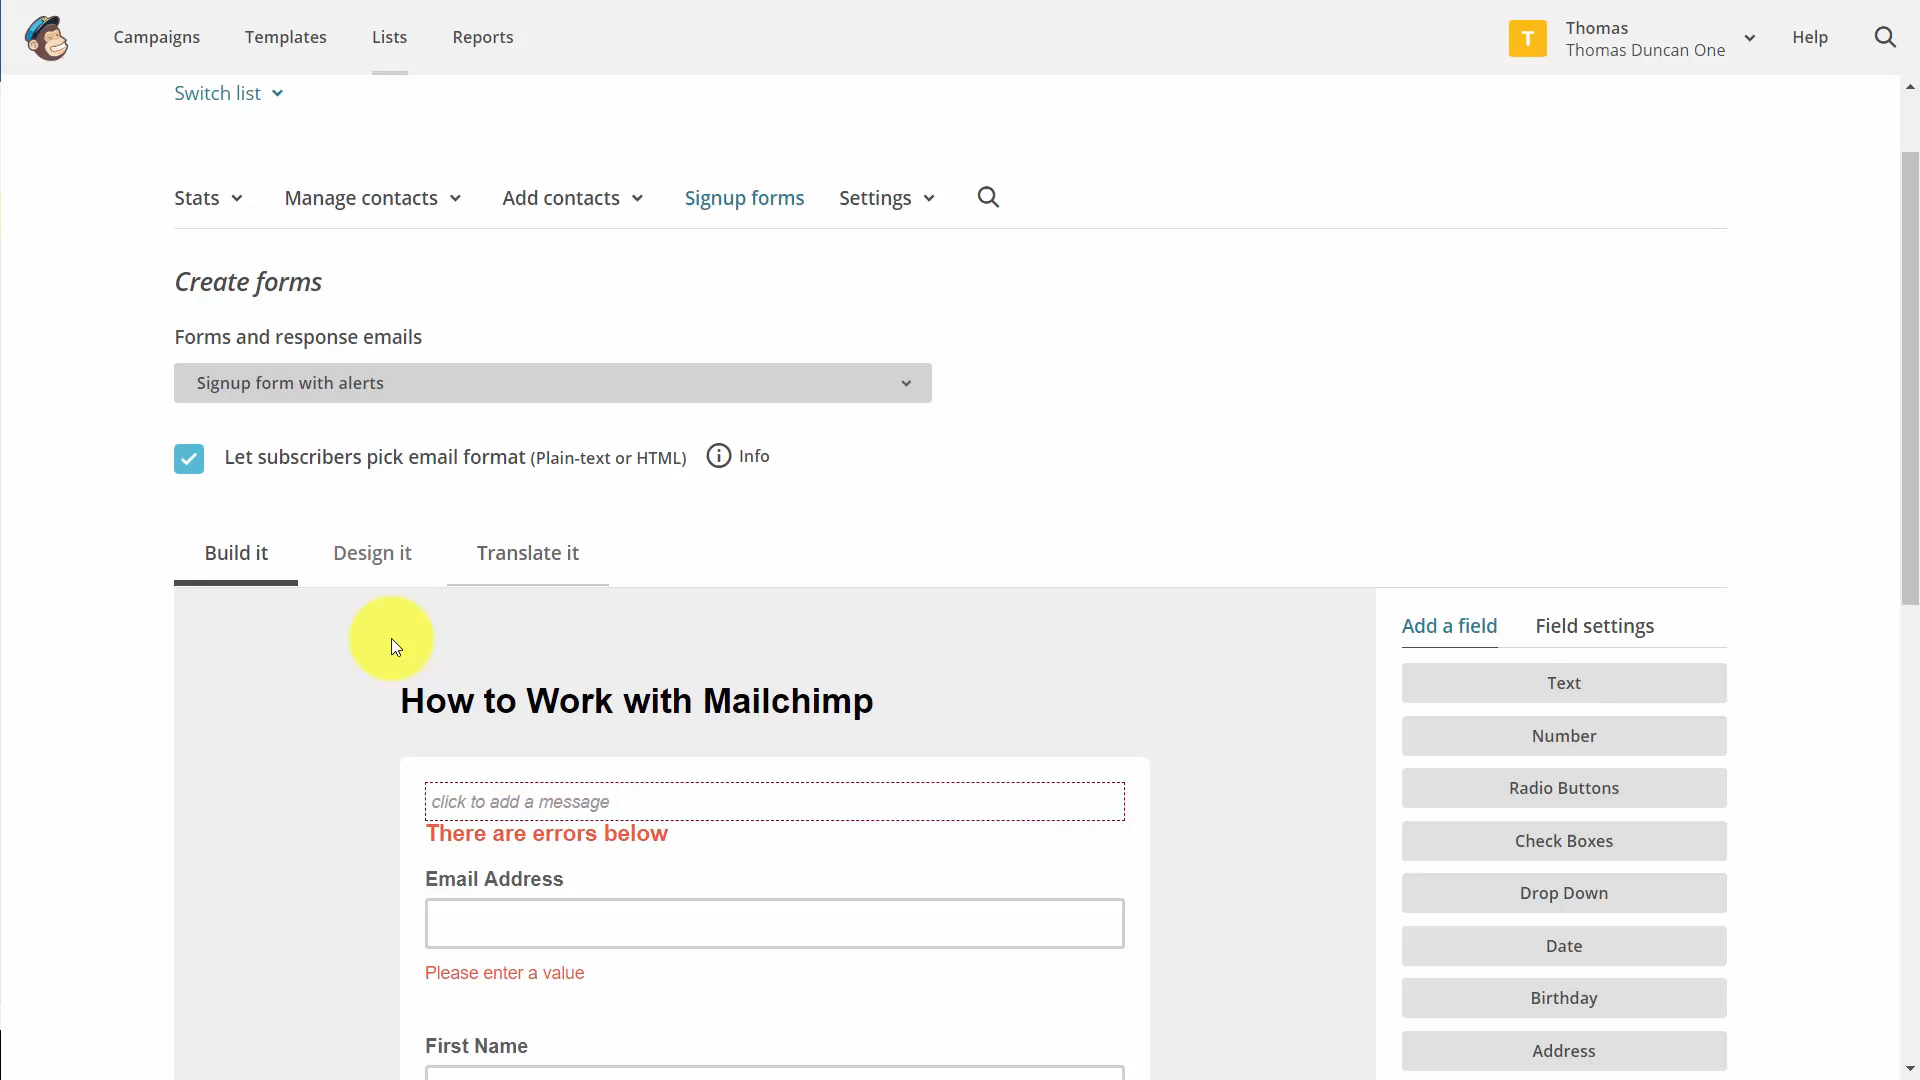 Campaigns
Templates
Lists
Reports
T
Thomas
Thomas Duncan One
Help
Switch list
Stats
Manage contacts
Add contacts
Signup forms
Settings
Create forms
Forms and response emails
Signup form with alerts
Let subscribers pick email format (Plain-text or HTML)
Info
Build it
Design it
Translate it
Add a field
Field settings
How to Work with Mailchimp
click to add a message
There are errors below
Email Address
Please enter a value
First Name
Text
Number
Radio Buttons
Check Boxes
Drop Down
Date
Birthday
Address